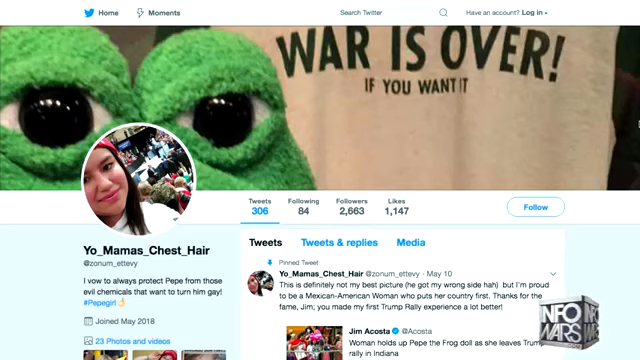 Home
Moments
Search Twitter
Have an account? Log in
WAR IS OVER!
IF YOU WANT IT
Tweets
Following
Followers
Likes
306
84
2,663
1,147
Follow
Yo_Mamas_Chest_Hair
@zonum_ettevy
I vow to always protect Pepe from those
evil chemicals that want to turn him gay!
#Pepegirl👌
Joined May 2018
23 Photos and videos
Tweets
Tweets & replies
Media
Pinned Tweet
Yo_Mamas_Chest_Hair @zonum_ettevy · May 10
This is definitely not my best picture (he got my wrong side hah) but I'm proud
to be a Mexican-American Woman who puts her country first. Thanks for the
fame, Jim; you made my first Trump Rally experience a lot better!
Jim Acosta @Acosta
Woman holds up Pepe the Frog doll as she leaves Trump
rally in Indiana
INFO
WARS